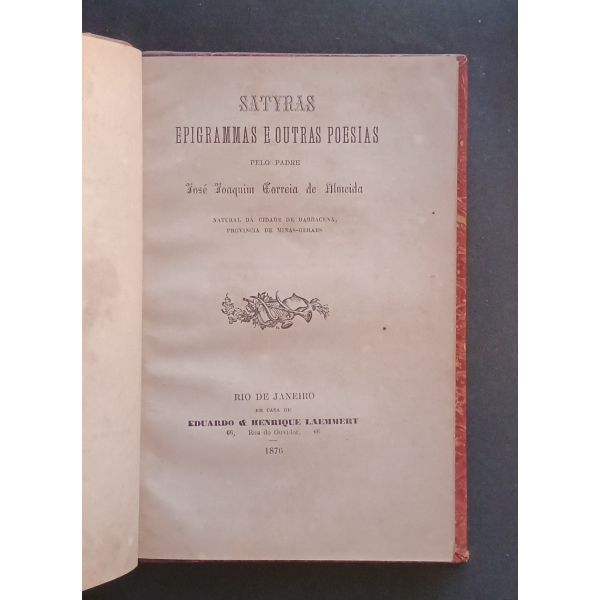 SATYRAS
EPIGRAMMAS E OUTRAS POESIAS
PELO PADRE
José Joaquim Correia de Almeida
NATURAL DA CIDADE DE BARBACENA,
PROVINCIA DE MINAS-GERAES
RIO DE JANEIRO
EM CASA DE
EDUARDO & HENRIQUE LAEMMERT
66, Rua do Ouvidor, 66
1876